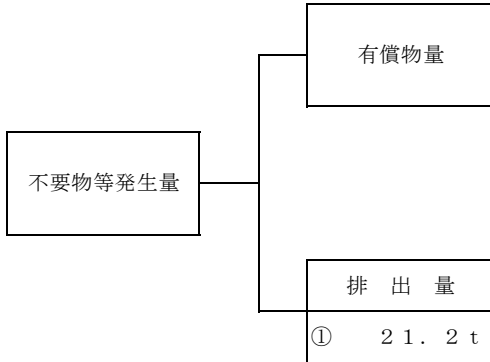 有償物量
不要物等発生量
排 出 量
① 21.2t